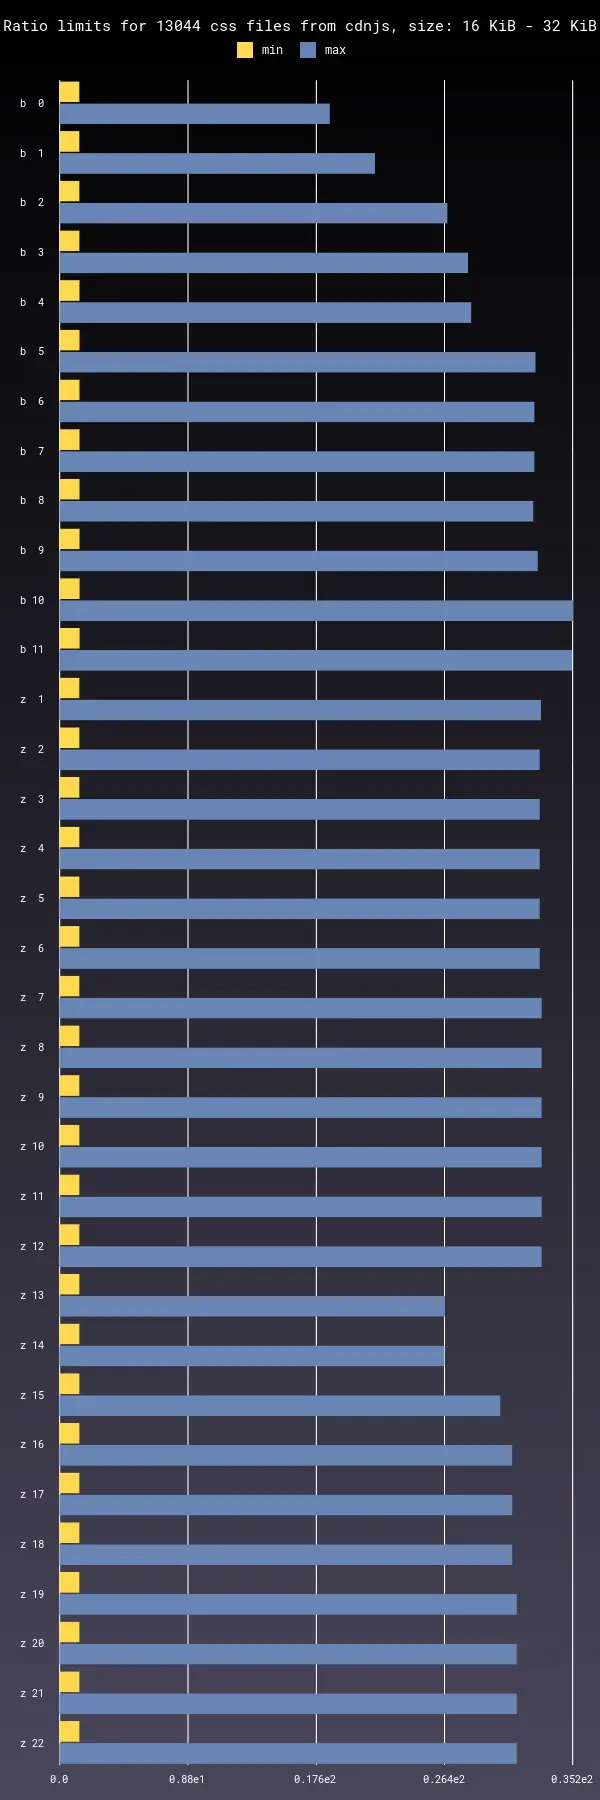 Ratio limits for 13044 css files from cdnjs, size: 16 KiB - 32 KiB
min max
b 0
b 1
b 2
b 3
b 4
b 5
b 6
b 7
b 8
b 9
b 10
b 11
z 1
z 2
z 3
z 4
z 5
z 6
z 7
z 8
z 9
z 10
z 11
z 12
z 13
z 14
z 15
z 16
z 17
z 18
z 19
z 20
z 21
z 22
0.0 0.88e1 0.176e2 0.264e2 0.352e2